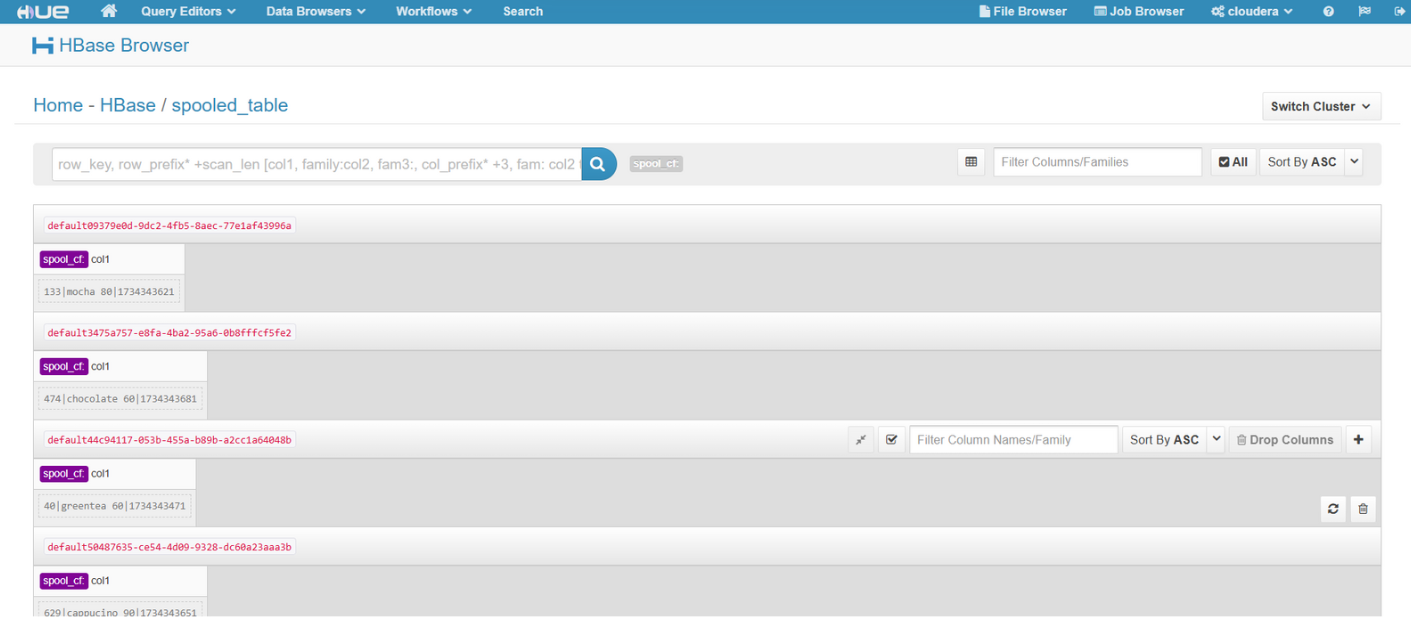 HUE Query Editors Data Browsers Workflows Search File Browser Job Browser cloudera
HBase Browser
Home - HBase / spooled_table Switch Cluster
row_key, row_prefix* +scan_len [col1, family:col2, fam3:, col_prefix* +3, fam: col2 spool_cf: Filter Columns/Families All Sort By ASC
default09379e0d-9dc2-4fb5-8aec-77e1af43996a
spool_cf: col1
133|mocha 80|1734343621
default3475a757-e8fa-4ba2-95a6-0b8fffcf5fe2
spool_cf: col1
474|chocolate 60|1734343681
default44c94117-053b-455a-b89b-a2cc1a64048b Filter Column Names/Family Sort By ASC Drop Columns
spool_cf: col1
40|greentea 60|1734343471
default50487635-ce54-4d09-9328-dc60a23aaa3b
spool_cf: col1
629|cappucino 90|1734343651